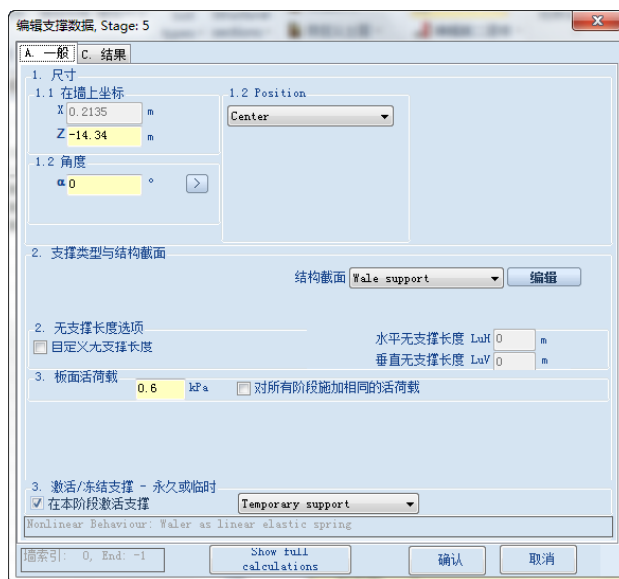 编辑支撑数据, Stage: 5
A. 一般
C. 结果
1. 尺寸
1.1 在墙上坐标
X 0.2135 m
Z -14.34 m
1.2 Position
Center
1.2 角度
α 0 °
>
2. 支撑类型与结构截面
结构截面 Wale support 编辑
2. 无支撑长度选项
自定义无支撑长度
水平无支撑长度 LuH 0 m
垂直无支撑长度 LuV 0 m
3. 板面活荷载
0.6 kPa 对所有阶段施加相同的活荷载
3. 激活/冻结支撑 - 永久或临时
在本阶段激活支撑 Temporary support
Nonlinear Behaviour: Waler as linear elastic spring
墙索引: 0, End: -1
Show full
calculations
确认
取消